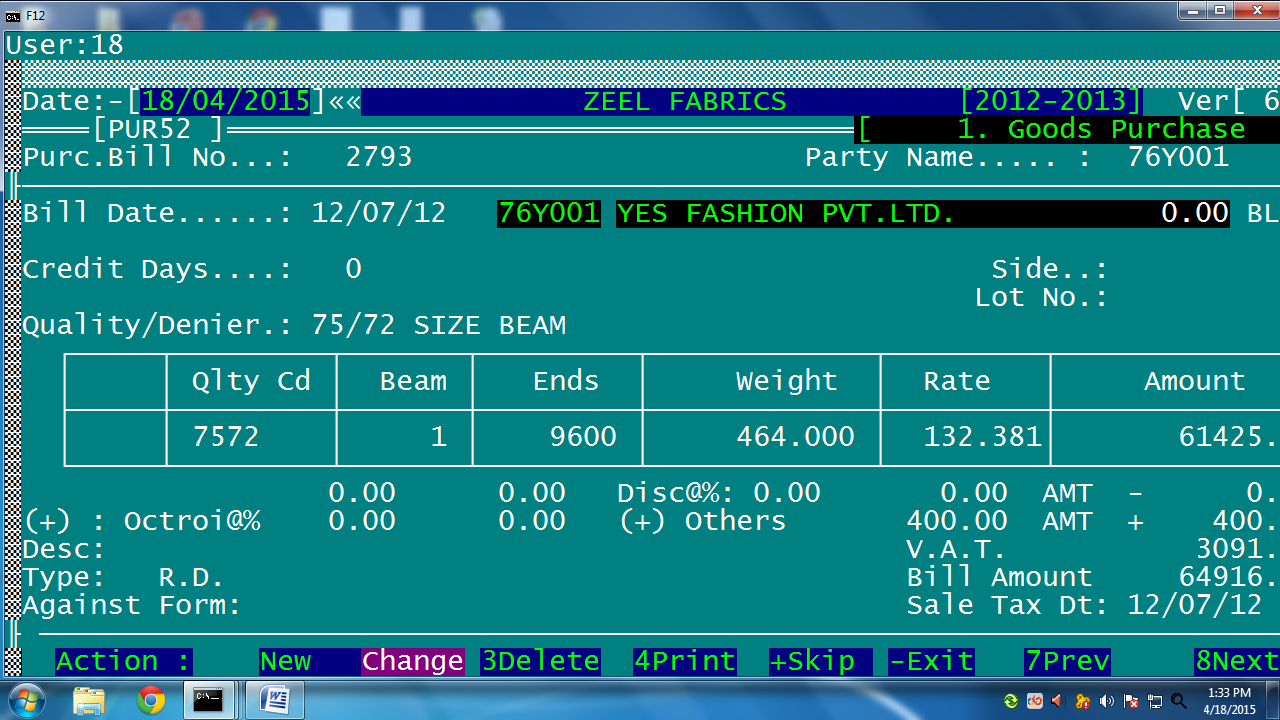 F12
User:18
Date:-[18/04/2015]«« ZEEL FABRICS [2012-2013] Ver[ 6
[PUR52 ] [ 1. Goods Purchase
Purc.Bill No...: 2793 Party Name..... : 76Y001
Bill Date......: 12/07/12 76Y001 YES FASHION PVT.LTD. 0.00 BL
Credit Days....: 0 Side..:
Lot No.:
Quality/Denier.: 75/72 SIZE BEAM
Qlty Cd Beam Ends Weight Rate Amount
7572 1 9600 464.000 132.381 61425.
0.00 0.00 Disc@%: 0.00 0.00 AMT - 0.
(+) : Octroi@% 0.00 0.00 (+) Others 400.00 AMT + 400.
Desc: V.A.T. 3091.
Type: R.D. Bill Amount 64916.
Against Form: Sale Tax Dt: 12/07/12
Action : New Change 3Delete 4Print +Skip -Exit 7Prev 8Next
1:33 PM
4/18/2015